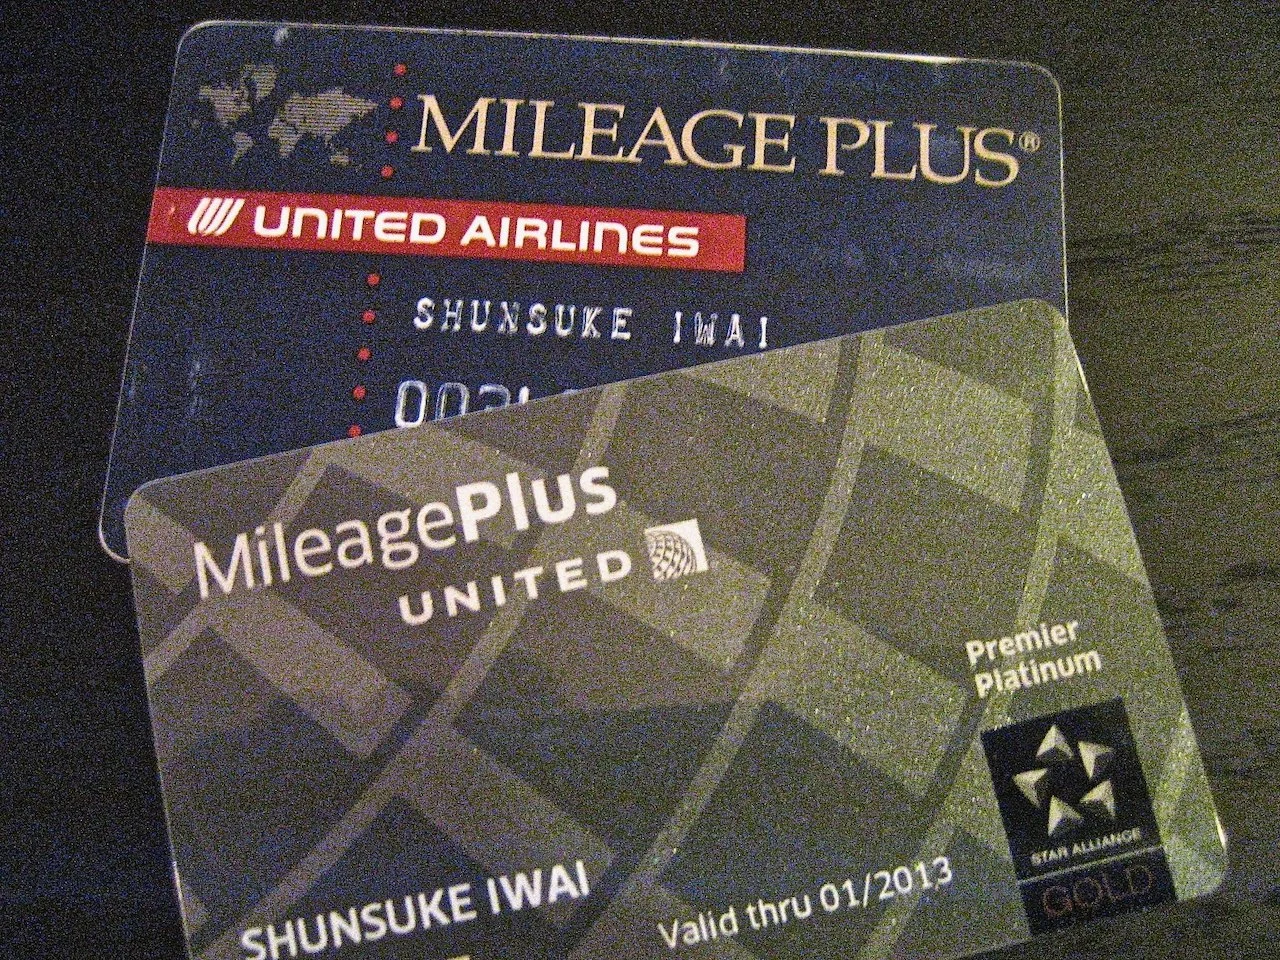 MILEAGE PLUS®
UNITED AIRLINES
SHUNSUKE IWAI
MileagePlus
UNITED
Premier
Platinum
STAR ALLIANCE
GOLD
SHUNSUKE IWAI
Valid thru 01/2013